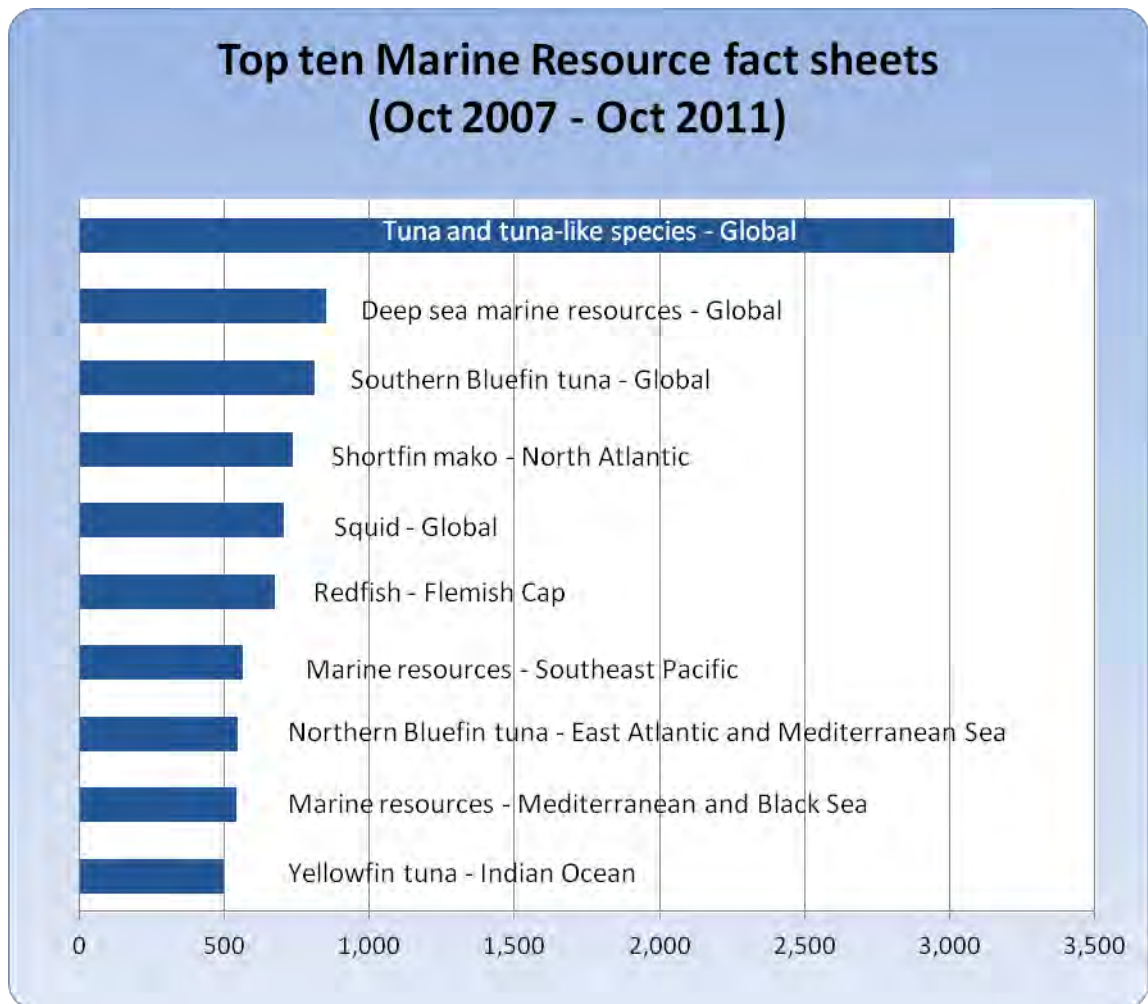 Top ten Marine Resource fact sheets
(Oct 2007 - Oct 2011)
Tuna and tuna-like species - Global
Deep sea marine resources - Global
Southern Bluefin tuna - Global
Shortfin mako - North Atlantic
Squid - Global
Redfish - Flemish Cap
Marine resources - Southeast Pacific
Northern Bluefin tuna - East Atlantic and Mediterranean Sea
Marine resources - Mediterranean and Black Sea
Yellowfin tuna - Indian Ocean
0 500 1,000 1,500 2,000 2,500 3,000 3,500